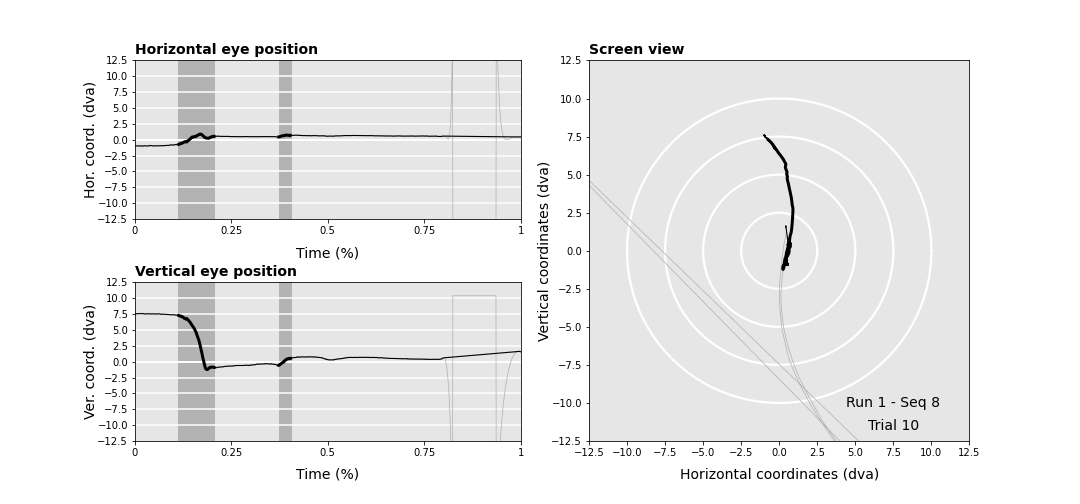 Horizontal eye position
Hor. coord. (dva)
12.5
10.0
7.5
5.0
2.5
0.0
−2.5
−5.0
−7.5
−10.0
−12.5
0 0.25 0.5 0.75 1
Time (%)
Vertical eye position
Ver. coord. (dva)
12.5
10.0
7.5
5.0
2.5
0.0
−2.5
−5.0
−7.5
−10.0
−12.5
0 0.25 0.5 0.75 1
Time (%)
Screen view
Vertical coordinates (dva)
12.5
10.0
7.5
5.0
2.5
0.0
−2.5
−5.0
−7.5
−10.0
−12.5
Run 1 - Seq 8
Trial 10
−12.5 −10.0 −7.5 −5.0 −2.5 0.0 2.5 5.0 7.5 10.0 12.5
Horizontal coordinates (dva)